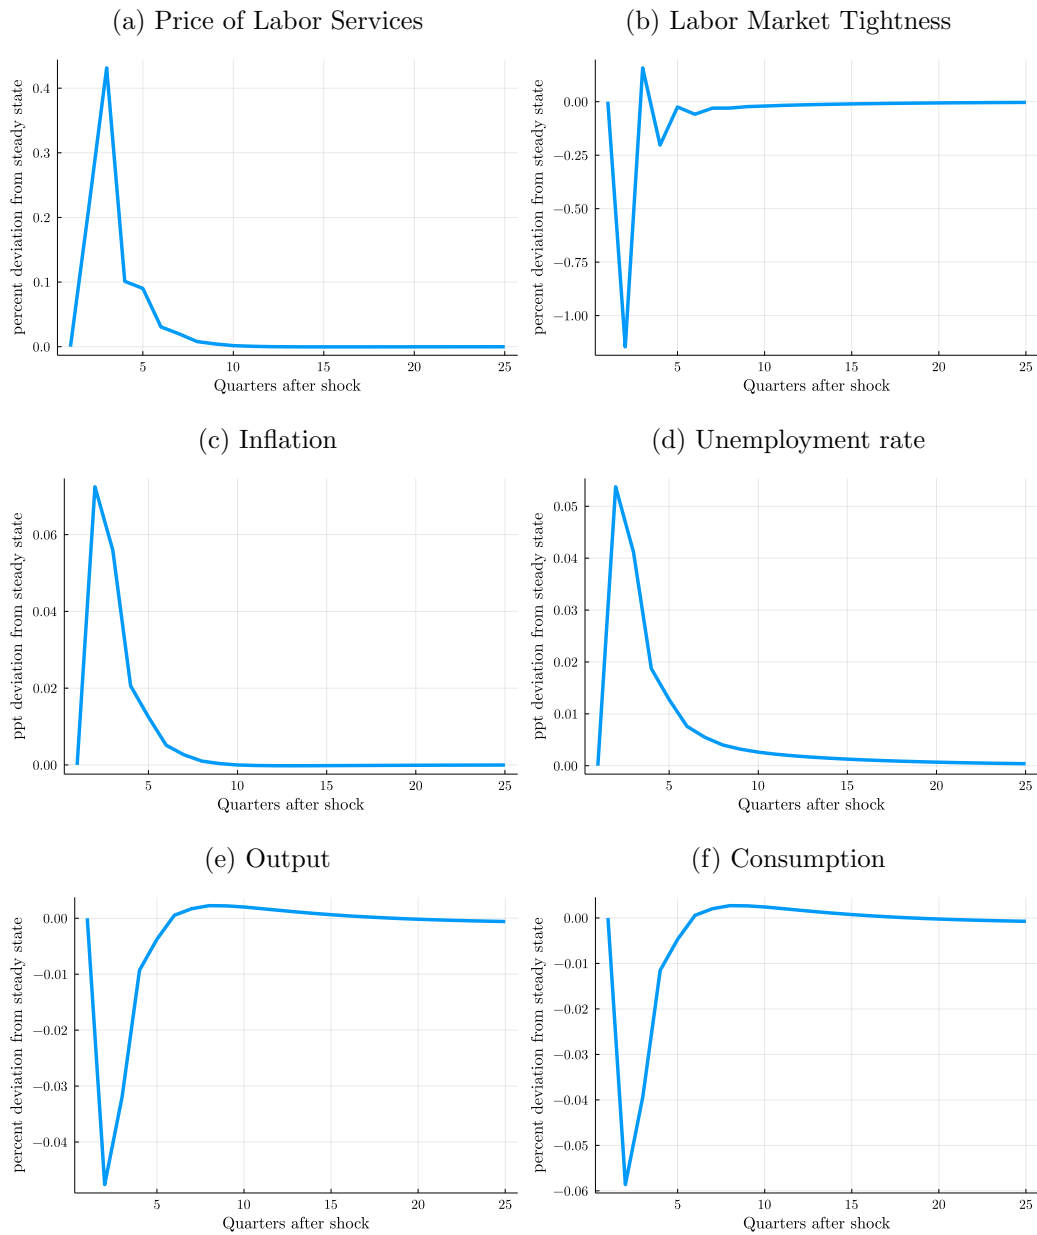 (a) Price of Labor Services
percent deviation from steady state
0.4
0.3
0.2
0.1
0.0
5 10 15 20 25
Quarters after shock
(b) Labor Market Tightness
percent deviation from steady state
0.00
−0.25
−0.50
−0.75
−1.00
5 10 15 20 25
Quarters after shock
(c) Inflation
ppt deviation from steady state
0.06
0.04
0.02
0.00
5 10 15 20 25
Quarters after shock
(d) Unemployment rate
ppt deviation from steady state
0.05
0.04
0.03
0.02
0.01
0.00
5 10 15 20 25
Quarters after shock
(e) Output
percent deviation from steady state
0.00
−0.01
−0.02
−0.03
−0.04
5 10 15 20 25
Quarters after shock
(f) Consumption
percent deviation from steady state
0.00
−0.01
−0.02
−0.03
−0.04
−0.05
−0.06
5 10 15 20 25
Quarters after shock